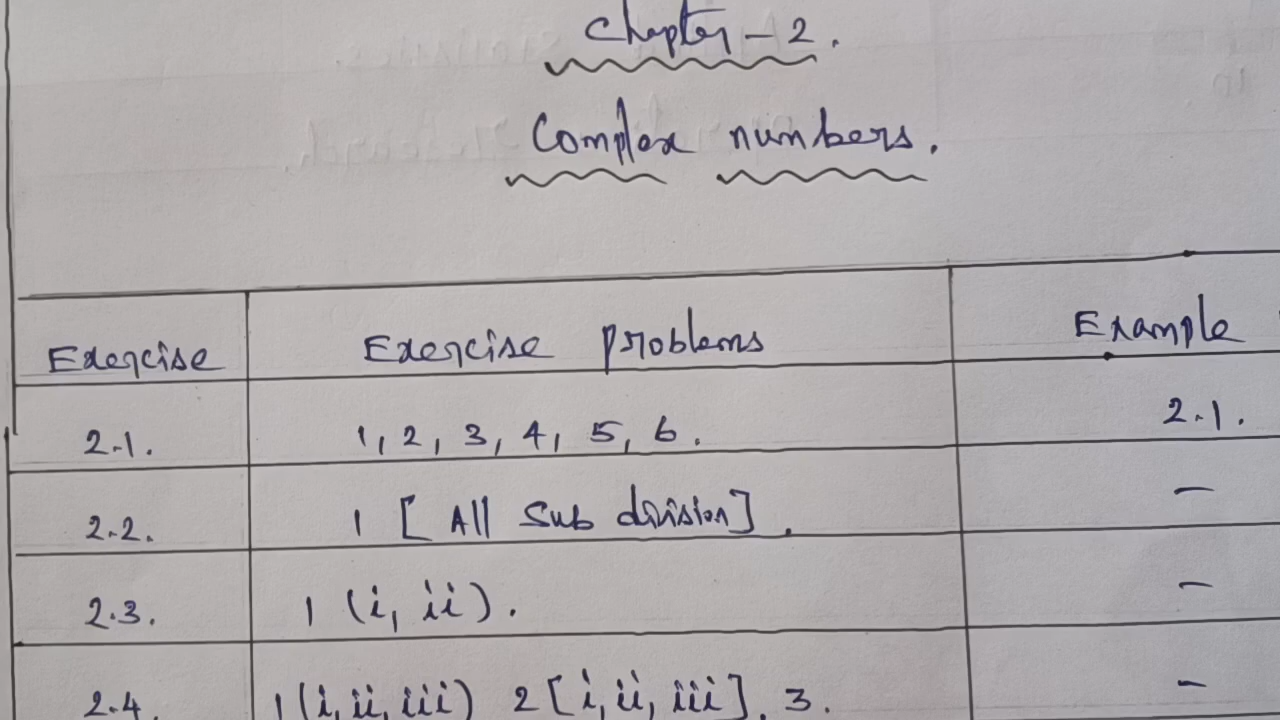 Chapter - 2.
Complex numbers.
Exercise Exercise problems Example
2.1. 1, 2, 3, 4, 5, 6. 2.1.
2.2. 1 [All Sub division]. -
2.3. 1 (i, ii). -
2.4. 1 (i, ii, iii) 2 [i, ii, iii], 3. -